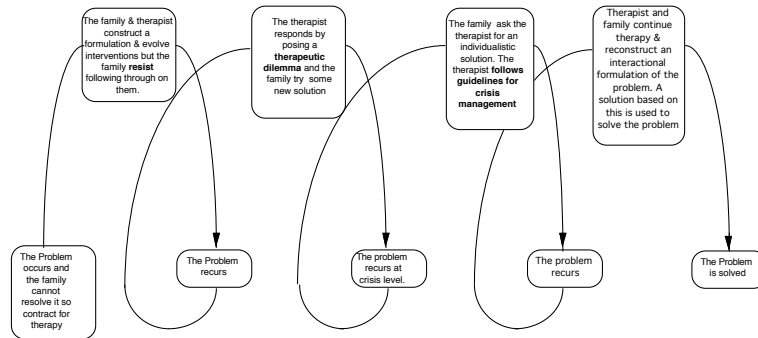 The family & therapist
construct a
formulation & evolve
interventions but the
family resist
following through on
them.
The therapist
responds by
posing a
therapeutic
dilemma and the
family try  some
new solution
The family  ask the
therapist for an
individualistic
solution. The
therapist follows
guidelines for
crisis
management
Therapist and
family continue
therapy &
reconstruct an
interactional
formulation of the
problem. A
solution based on
this is used to
solve the problem
The Problem
occurs and
the family
cannot
resolve it so
contract for
therapy
The Problem
recurs
The problem
recurs at
crisis level.
The problem
recurs
The Problem
is solved